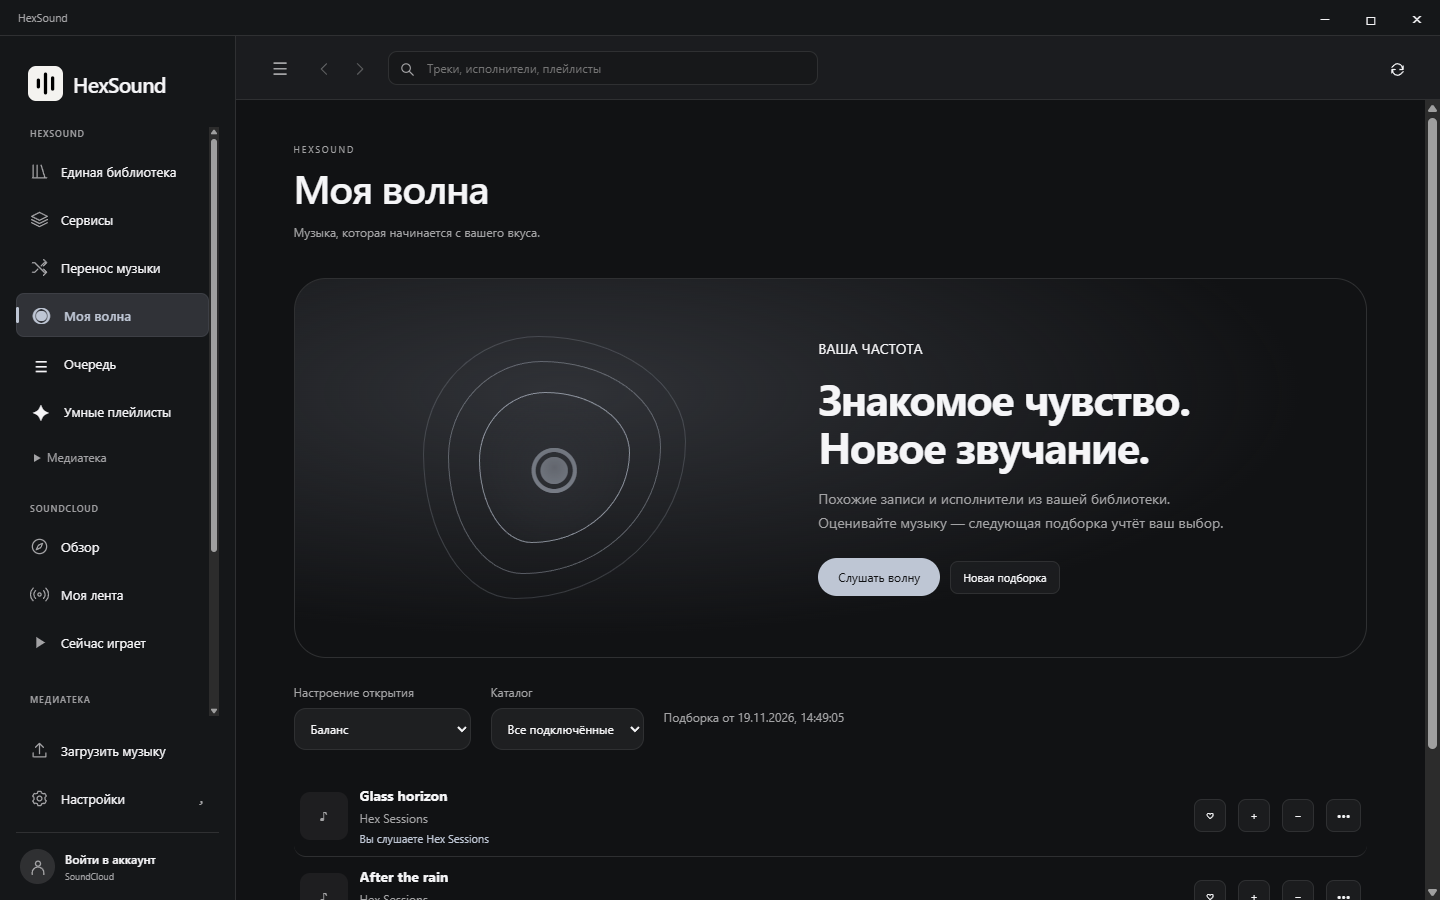 HexSound
HexSound
HEXSOUND
Единая библиотека
Сервисы
Перенос музыки
Моя волна
Очередь
Умные плейлисты
Медиатека
SOUNDCLOUD
Обзор
Моя лента
Сейчас играет
МЕДИАТЕКА
Загрузить музыку
Настройки
Войти в аккаунт
SoundCloud
Треки, исполнители, плейлисты
HEXSOUND
Моя волна
Музыка, которая начинается с вашего вкуса.
ВАША ЧАСТОТА
Знакомое чувство.
Новое звучание.
Похожие записи и исполнители из вашей библиотеки.
Оценивайте музыку — следующая подборка учтёт ваш выбор.
Слушать волну
Новая подборка
Настроение открытия
Каталог
Баланс
Все подключённые
Подборка от 19.11.2026, 14:49:05
Glass horizon
Hex Sessions
Вы слушаете Hex Sessions
After the rain
Hex Sessions